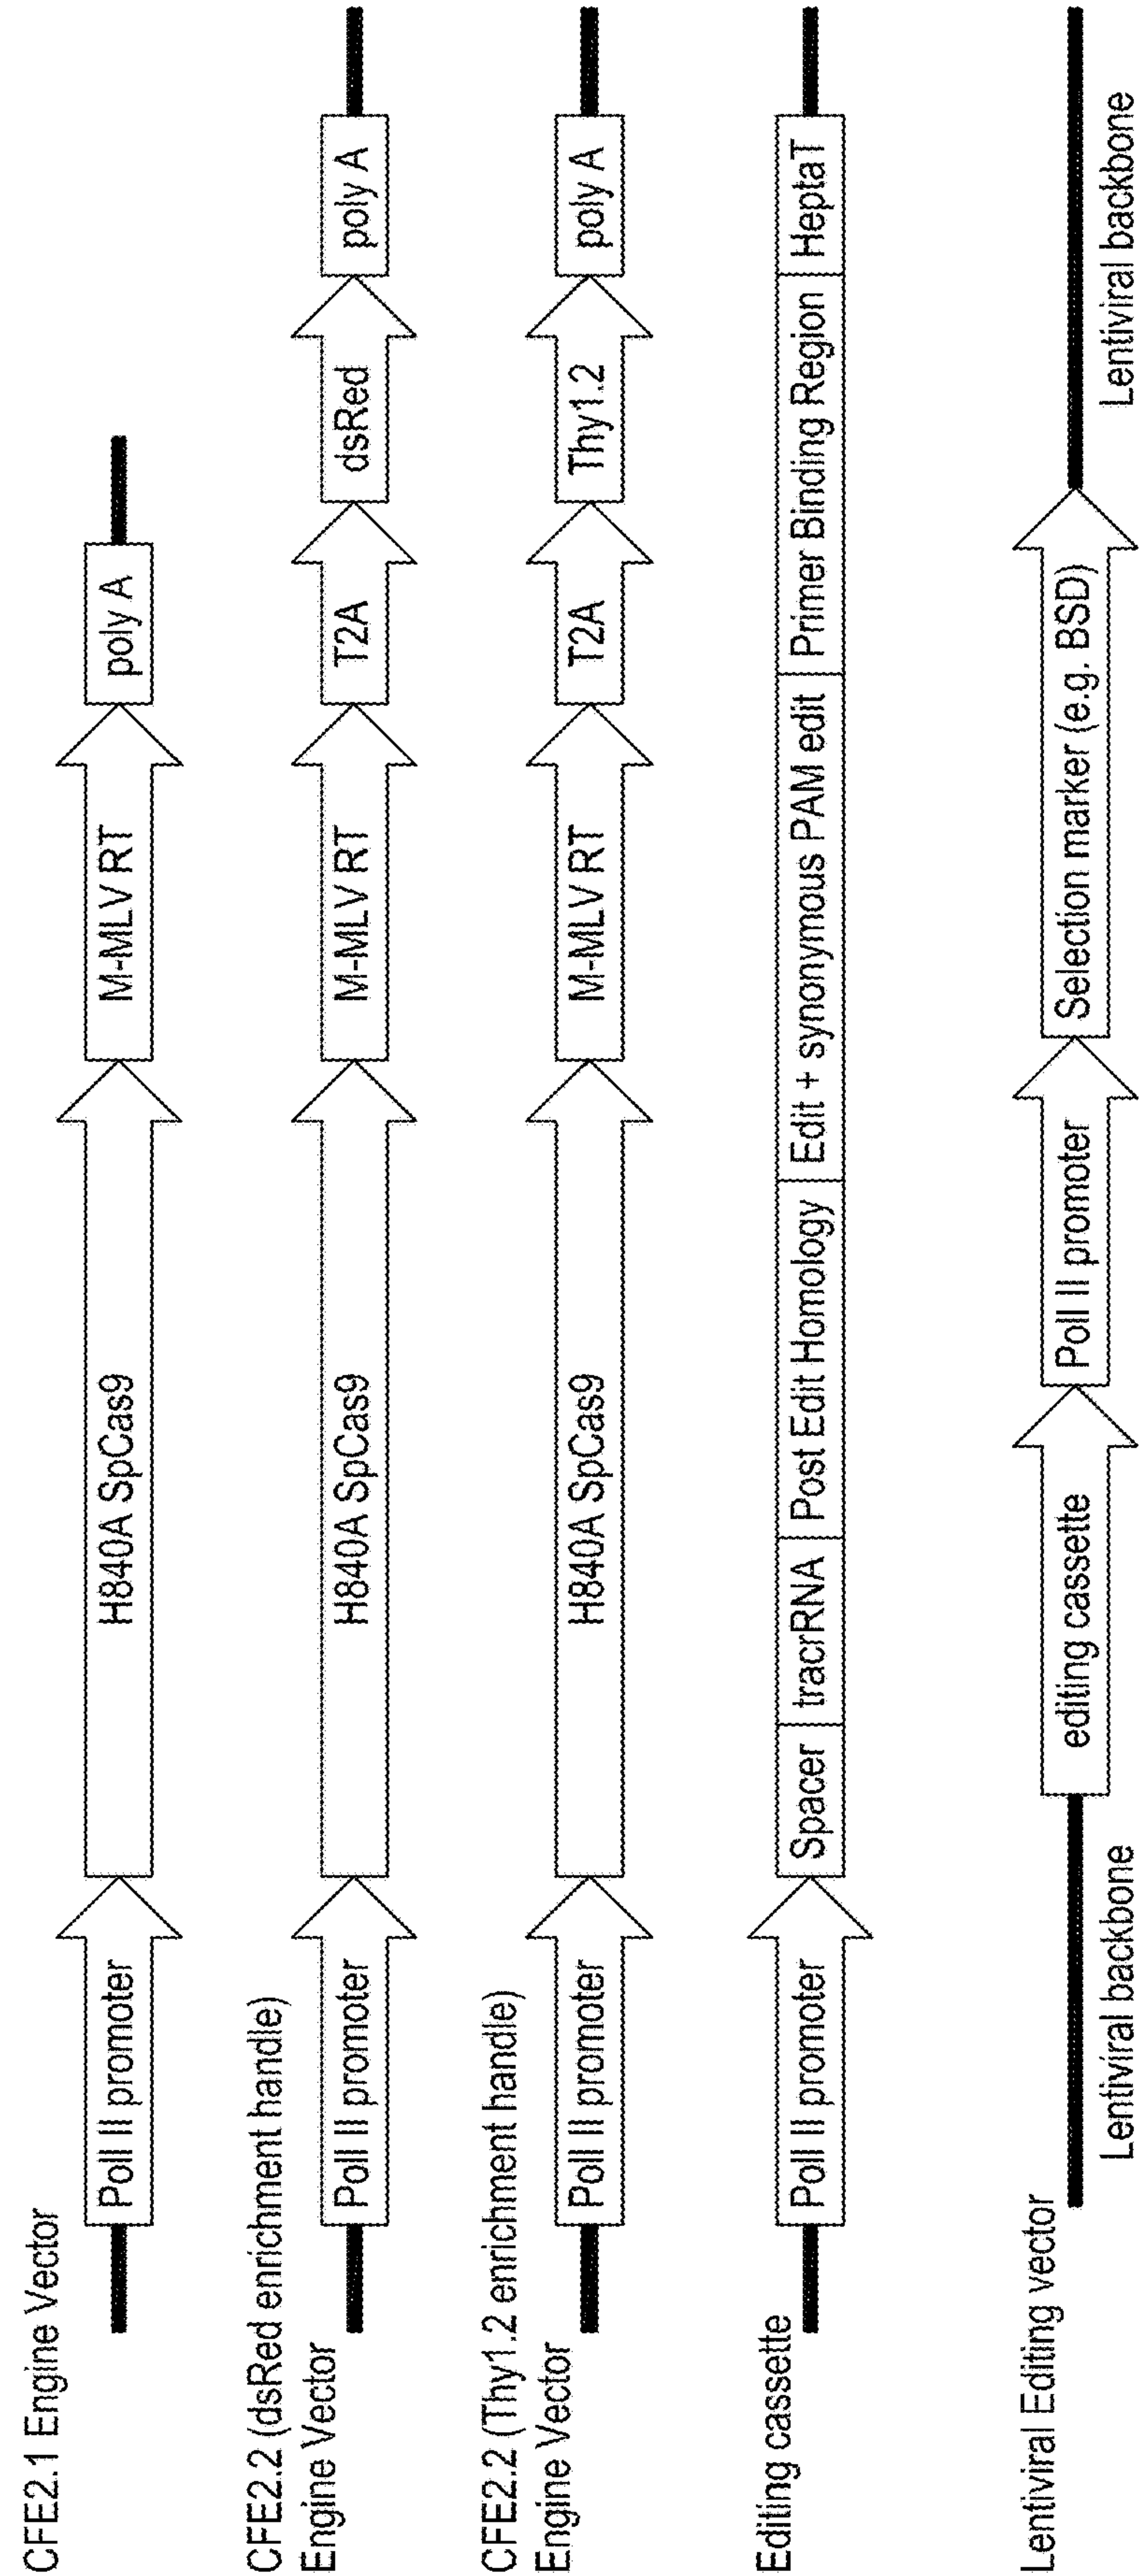 CFE2.1 Engine Vector
Poll II promoter
H840A SpCas9
M-MLV RT
poly A
CFE2.2 (dsRed enrichment handle)
Engine Vector
Poll II promoter
H840A SpCas9
M-MLV RT
T2A
dsRed
poly A
CFE2.2 (Thy1.2 enrichment handle)
Engine Vector
Poll II promoter
H840A SpCas9
M-MLV RT
T2A
Thy1.2
poly A
Editing cassette
Poll II promoter
Spacer
tracrRNA
Post Edit Homology
Edit + synonymous PAM edit
Primer Binding Region
HeptaT
Lentiviral Editing vector
Lentiviral backbone
editing cassette
Poll II promoter
Selection marker (e.g. BSD)
Lentiviral backbone